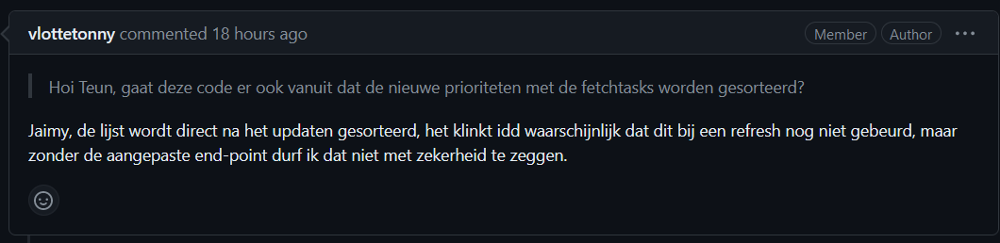 vlottetonny commented 18 hours ago Member Author
Hoi Teun, gaat deze code er ook vanuit dat de nieuwe prioriteten met de fetchtasks worden gesorteerd?
Jaimy, de lijst wordt direct na het updaten gesorteerd, het klinkt idd waarschijnlijk dat dit bij een refresh nog niet gebeurd, maar
zonder de aangepaste end-point durf ik dat niet met zekerheid te zeggen.